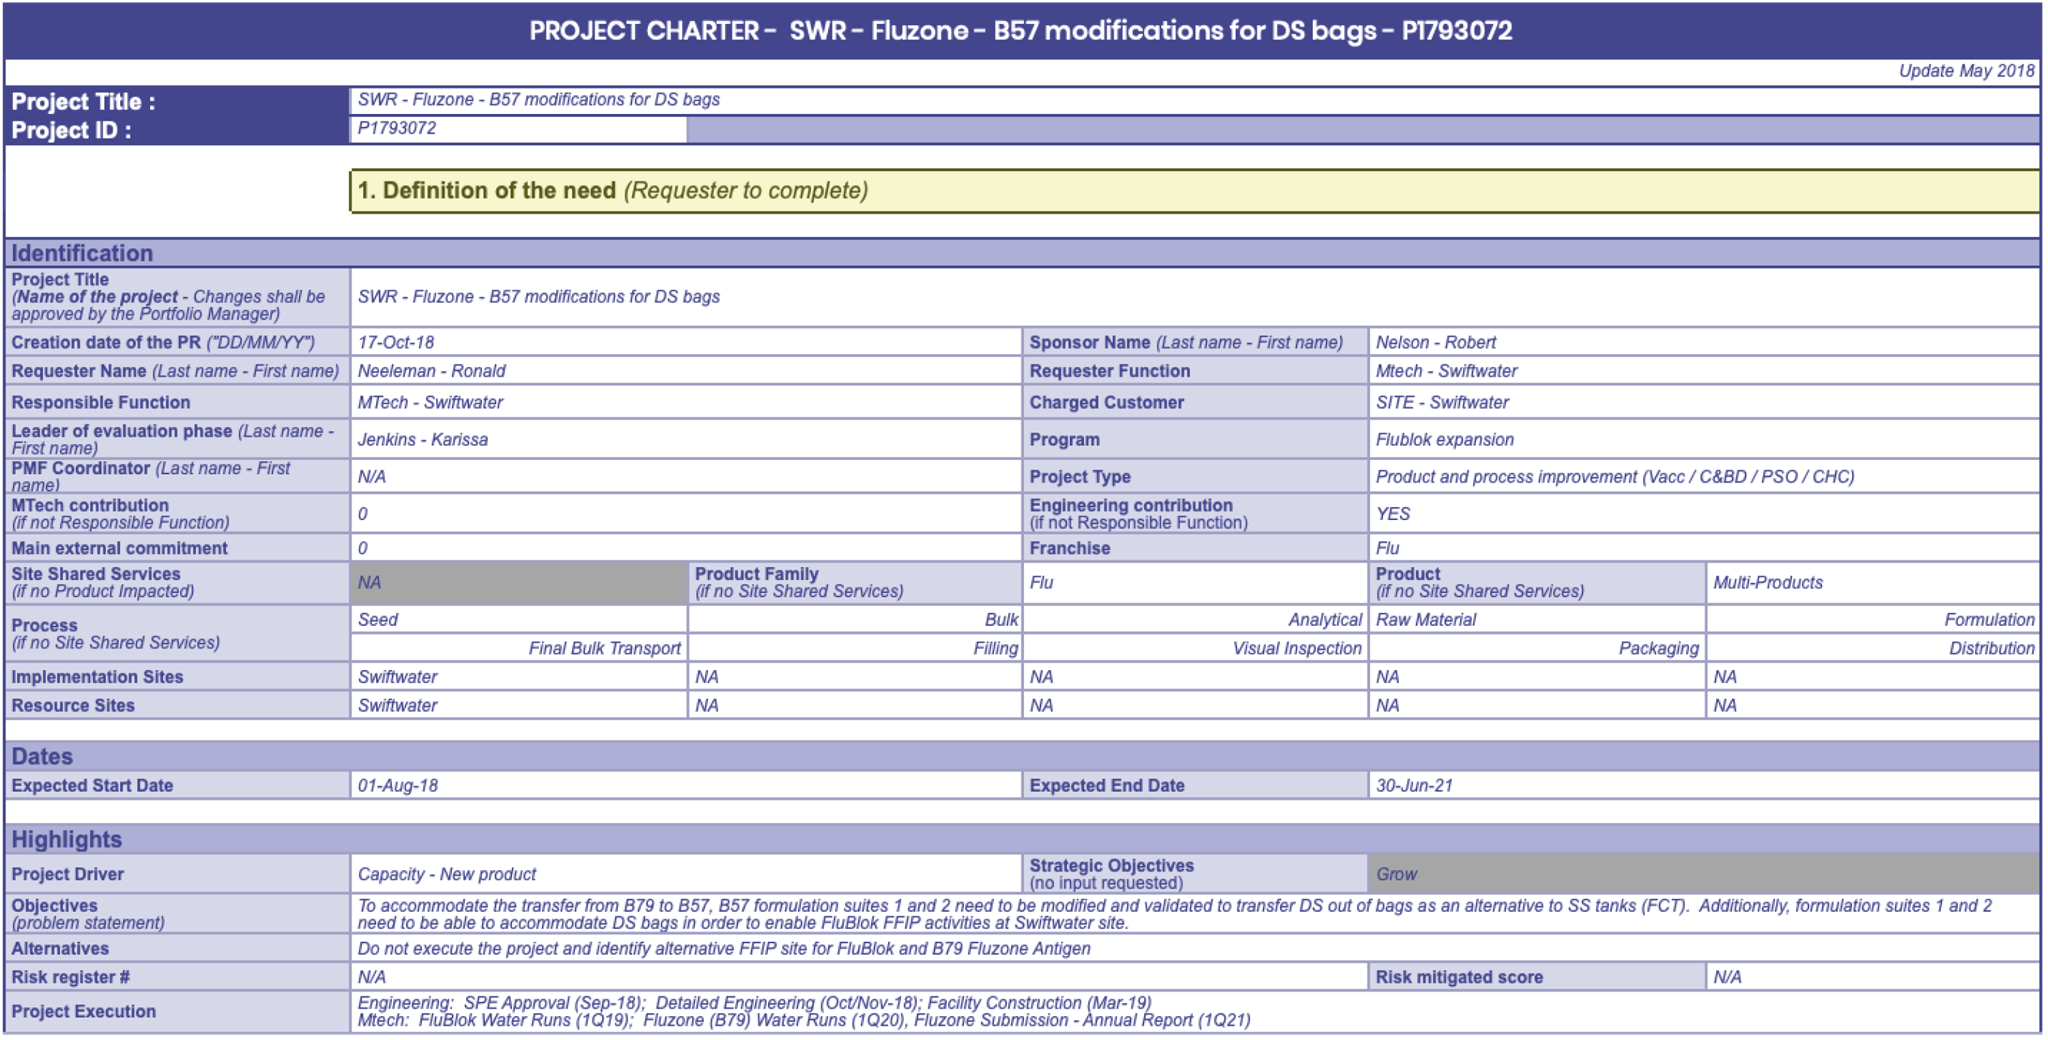 PROJECT CHARTER - SWR - Fluzone - B57 modifications for DS bags - P1793072
Update May 2018
Project Title :
SWR - Fluzone - B57 modifications for DS bags
Project ID :
P1793072
1. Definition of the need (Requester to complete)
Identification
Project Title
(Name of the project - Changes shall be
approved by the Portfolio Manager)
SWR - Fluzone - B57 modifications for DS bags
Creation date of the PR ("DD/MM/YY")
17-Oct-18
Sponsor Name (Last name - First name)
Nelson - Robert
Requester Name (Last name - First name)
Neeleman - Ronald
Requester Function
Mtech - Swiftwater
Responsible Function
MTech - Swiftwater
Charged Customer
SITE - Swiftwater
Leader of evaluation phase (Last name -
First name)
Jenkins - Karissa
Program
Flublok expansion
PMF Coordinator (Last name - First
name)
N/A
Project Type
Product and process improvement (Vacc / C&BD / PSO / CHC)
MTech contribution
(if not Responsible Function)
0
Engineering contribution
(if not Responsible Function)
YES
Main external commitment
0
Franchise
Flu
Site Shared Services
(if no Product Impacted)
NA
Product Family
(if no Site Shared Services)
Flu
Product
(if no Site Shared Services)
Multi-Products
Process
(if no Site Shared Services)
Seed
Bulk
Analytical
Raw Material
Formulation
Final Bulk Transport
Filling
Visual Inspection
Packaging
Distribution
Implementation Sites
Swiftwater
NA
NA
NA
NA
Resource Sites
Swiftwater
NA
NA
NA
NA
Dates
Expected Start Date
01-Aug-18
Expected End Date
30-Jun-21
Highlights
Project Driver
Capacity - New product
Strategic Objectives
(no input requested)
Grow
Objectives
(problem statement)
To accommodate the transfer from B79 to B57, B57 formulation suites 1 and 2 need to be modified and validated to transfer DS out of bags as an alternative to SS tanks (FCT). Additionally, formulation suites 1 and 2
need to be able to accommodate DS bags in order to enable FluBlok FFIP activities at Swiftwater site.
Alternatives
Do not execute the project and identify alternative FFIP site for FluBlok and B79 Fluzone Antigen
Risk register #
N/A
Risk mitigated score
N/A
Project Execution
Engineering: SPE Approval (Sep-18); Detailed Engineering (Oct/Nov-18); Facility Construction (Mar-19)
Mtech: FluBlok Water Runs (1Q19); Fluzone (B79) Water Runs (1Q20), Fluzone Submission - Annual Report (1Q21)